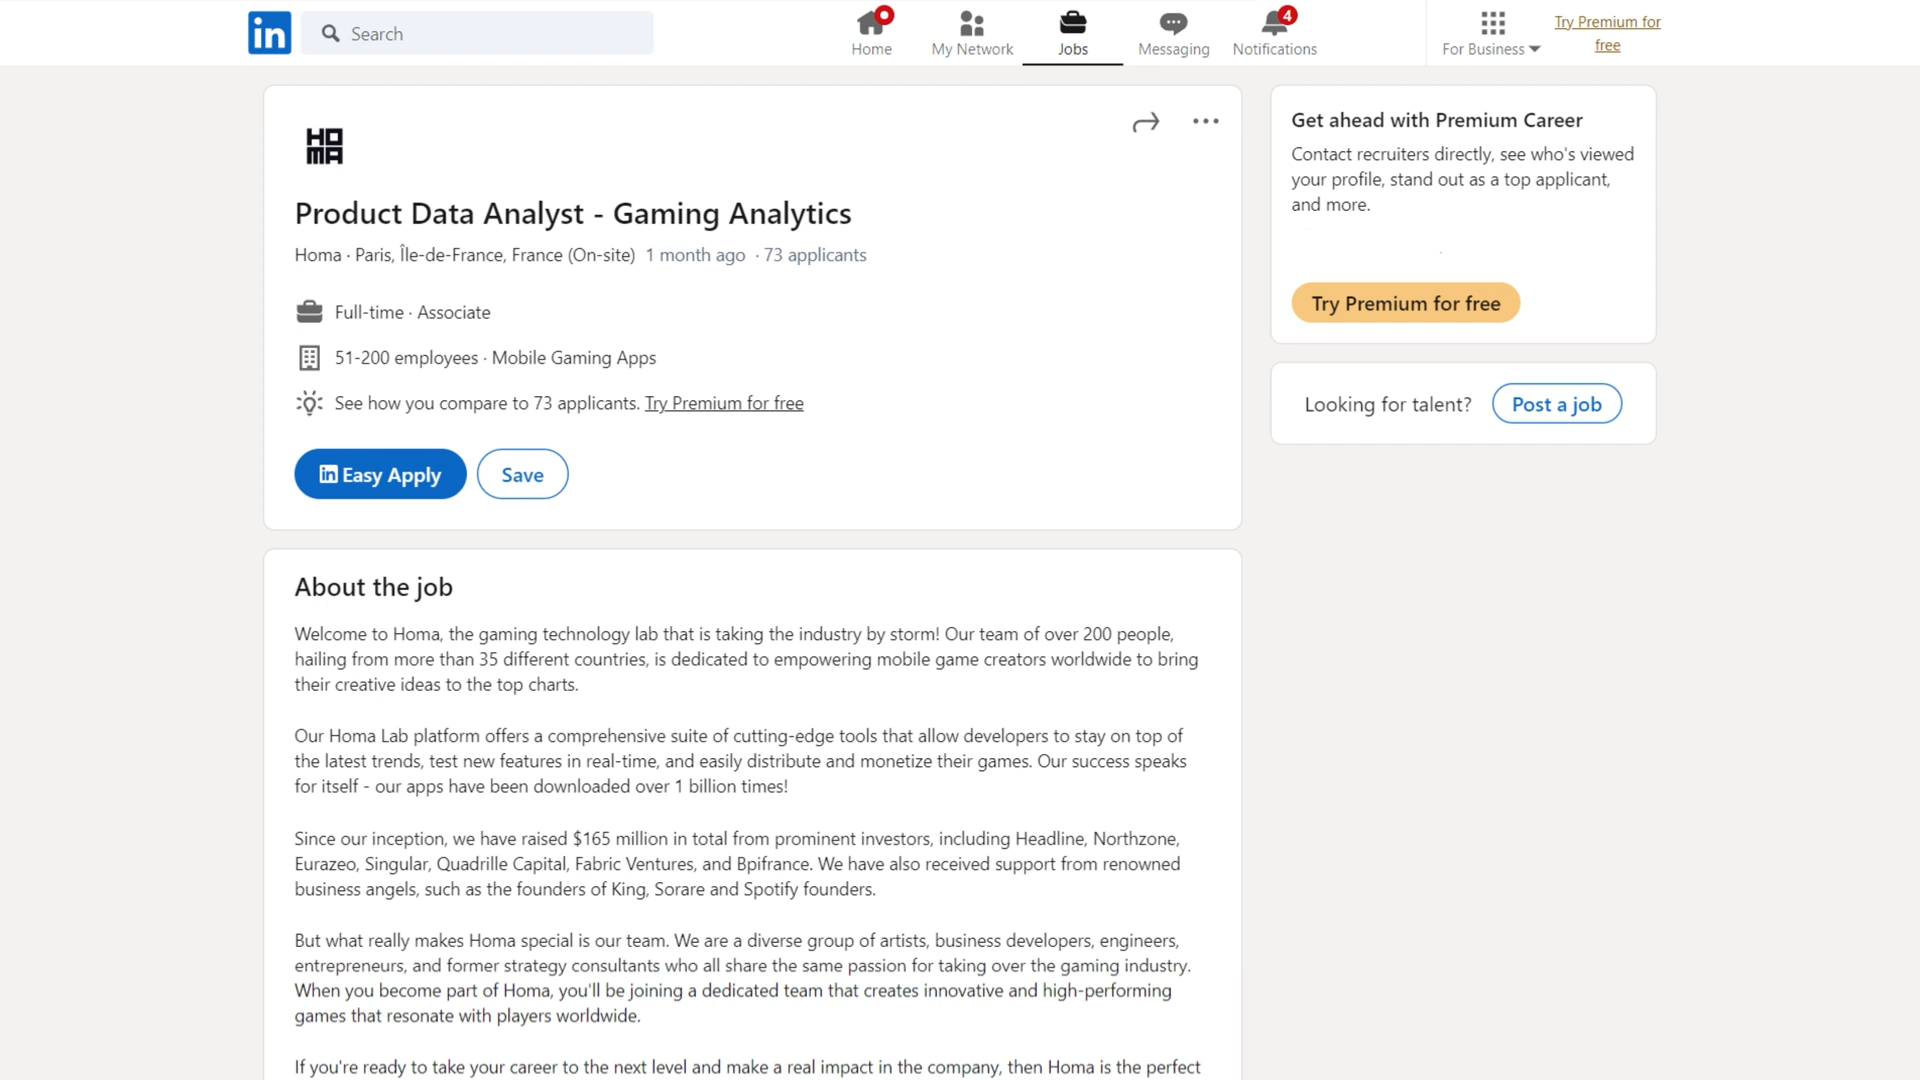 in
Search
Home
My Network
Jobs
Messaging
4
Notifications
For Business
Try Premium for
free
HO
MA
Product Data Analyst - Gaming Analytics
Homa · Paris, Île-de-France, France (On-site) 1 month ago · 73 applicants
Full-time · Associate
51-200 employees · Mobile Gaming Apps
See how you compare to 73 applicants. Try Premium for free
in Easy Apply
Save
Get ahead with Premium Career
Contact recruiters directly, see who's viewed
your profile, stand out as a top applicant,
and more.
Try Premium for free
Looking for talent?
Post a job
About the job
Welcome to Homa, the gaming technology lab that is taking the industry by storm! Our team of over 200 people,
hailing from more than 35 different countries, is dedicated to empowering mobile game creators worldwide to bring
their creative ideas to the top charts.
Our Homa Lab platform offers a comprehensive suite of cutting-edge tools that allow developers to stay on top of
the latest trends, test new features in real-time, and easily distribute and monetize their games. Our success speaks
for itself - our apps have been downloaded over 1 billion times!
Since our inception, we have raised $165 million in total from prominent investors, including Headline, Northzone,
Eurazeo, Singular, Quadrille Capital, Fabric Ventures, and Bpifrance. We have also received support from renowned
business angels, such as the founders of King, Sorare and Spotify founders.
But what really makes Homa special is our team. We are a diverse group of artists, business developers, engineers,
entrepreneurs, and former strategy consultants who all share the same passion for taking over the gaming industry.
When you become part of Homa, you'll be joining a dedicated team that creates innovative and high-performing
games that resonate with players worldwide.
If you're ready to take your career to the next level and make a real impact in the company, then Homa is the perfect